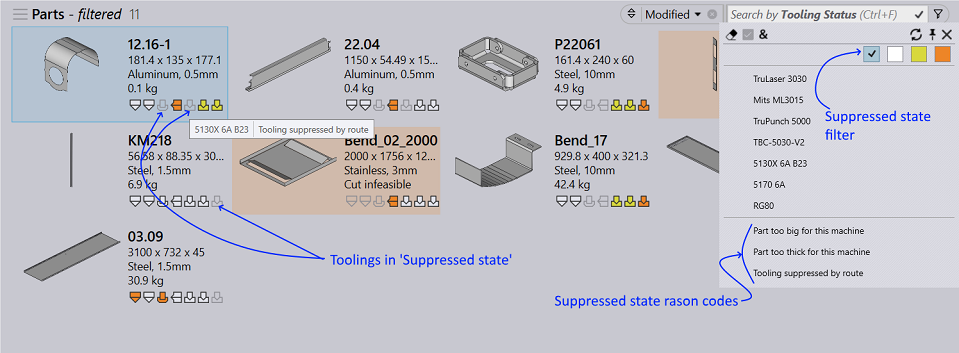 Parts - filtered 11
Modified
Search by Tooling Status (Ctrl+F)
&
12.16-1
181.4 x 135 x 177.1
Aluminum, 0.5mm
0.1 kg
22.04
1150 x 54.49 x 15...
Aluminum, 0.5mm
0.4 kg
P22061
161.4 x 240 x 60
Steel, 10mm
4.9 kg
5130X 6A B23 Tooling suppressed by route
KM218
56.58 x 88.35 x 30...
Steel, 1.5mm
6.9 kg
Bend_02_2000
2000 x 1756 x 12...
Stainless, 3mm
Cut infeasible
Bend_17
929.8 x 400 x 321.3
Steel, 10mm
42.4 kg
03.09
3100 x 732 x 45
Steel, 1.5mm
30.9 kg
Toolings in 'Suppressed state'
TruLaser 3030
Mits ML3015
TruPunch 5000
TBC-5030-V2
5130X 6A B23
5170 6A
RG80
Suppressed state
filter
Part too big for this machine
Part too thick for this machine
Tooling suppressed by route
Suppressed state rason codes